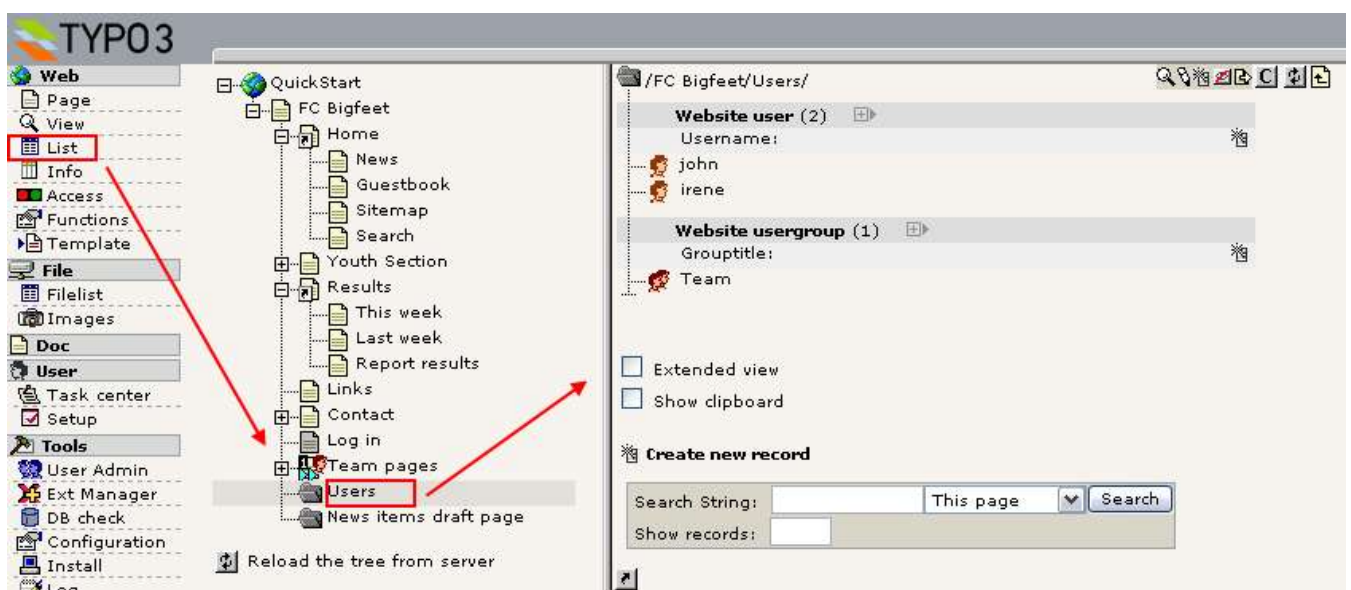 TYPO3
Web
Page
View
List
Info
Access
Functions
Template
File
Filelist
Images
Doc
User
Task center
Setup
Tools
User Admin
Ext Manager
DB check
Configuration
Install
QuickStart
FC Bigfeet
Home
News
Guestbook
Sitemap
Search
Youth Section
Results
This week
Last week
Report results
Links
Contact
Log in
Team pages
Users
News items draft page
Reload the tree from server
/FC Bigfeet/Users/
Website user (2)
Username:
john
irene
Website usergroup (1)
Grouptitle:
Team
Extended view
Show clipboard
Create new record
Search String: This page Search
Show records: